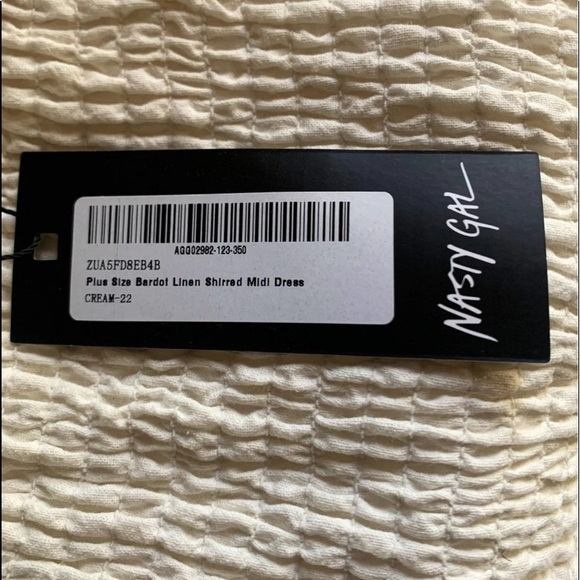 AGG02982-123-350
ZUA5FD8EB4B
Plus Size Bardot Linen Shirred Midi Dress
CREAM-22
NASTY GAL